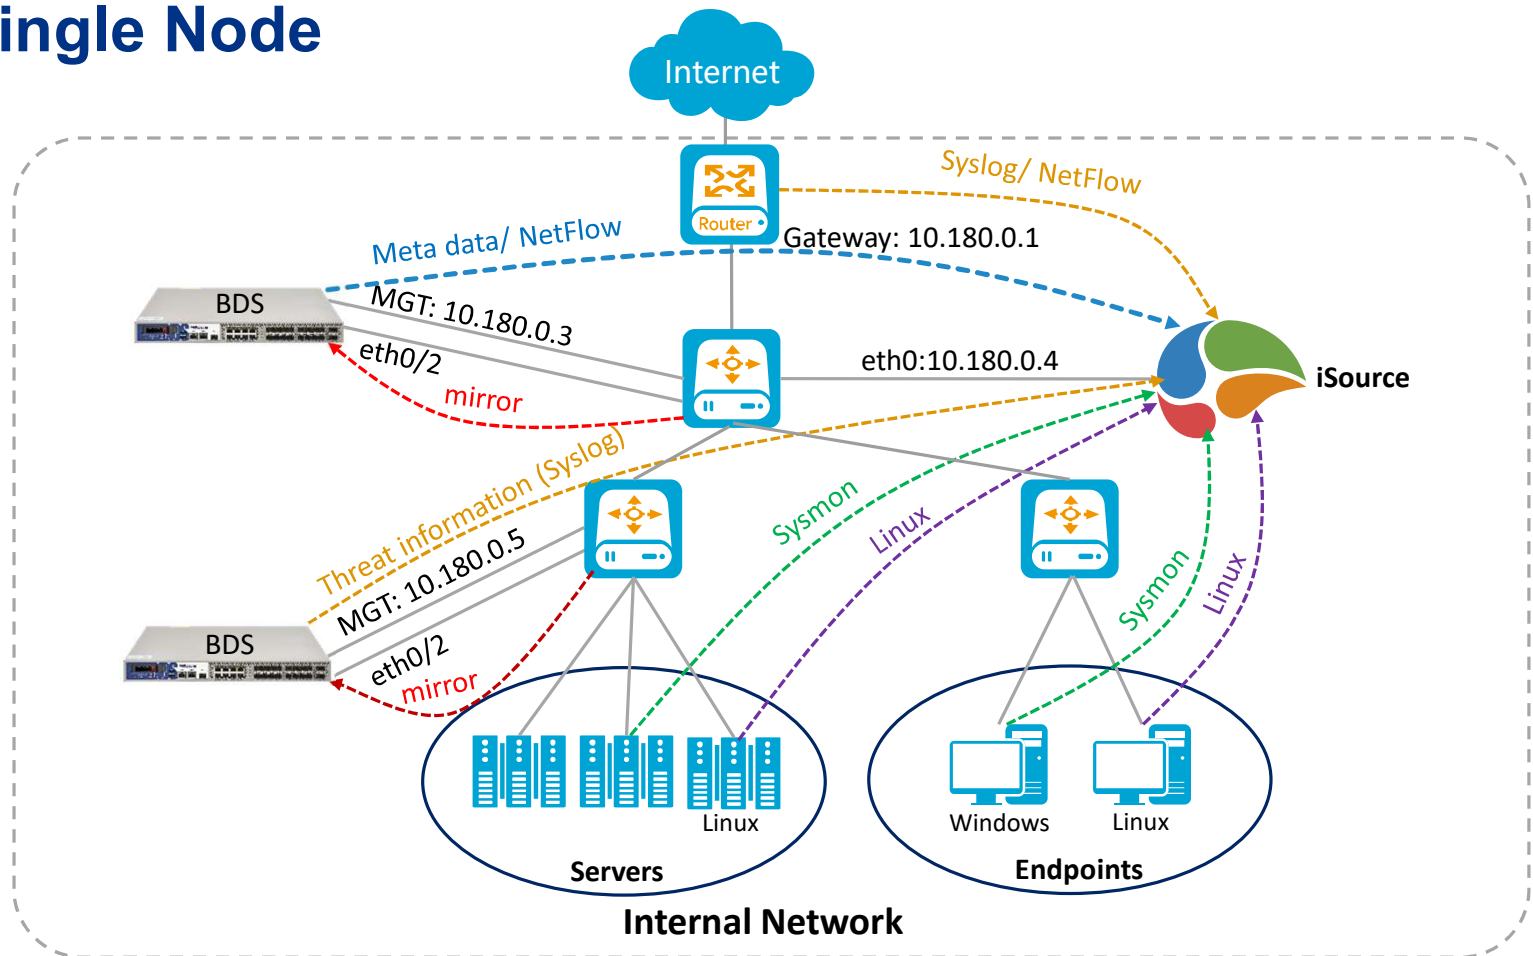 ingle Node
Internet
Syslog/ NetFlow
Router
Meta data/ NetFlow
Gateway: 10.180.0.1
BDS
MGT: 10.180.0.3
eth0/2
mirror
eth0:10.180.0.4
iSource
Threat information (Syslog)
MGT: 10.180.0.5
eth0/2
mirror
BDS
Sysmon
Linux
Sysmon
Linux
Linux
Servers
Windows
Linux
Endpoints
Internal Network